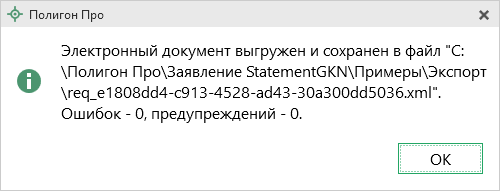 Полигон Про
Электронный документ выгружен и сохранен в файл "C:
\Полигон Про\Заявление StatementGKN\Примеры\Экспорт
\req_e1808dd4-c913-4528-ad43-30a300dd5036.xml".
Ошибок - 0, предупреждений - 0.
ОК